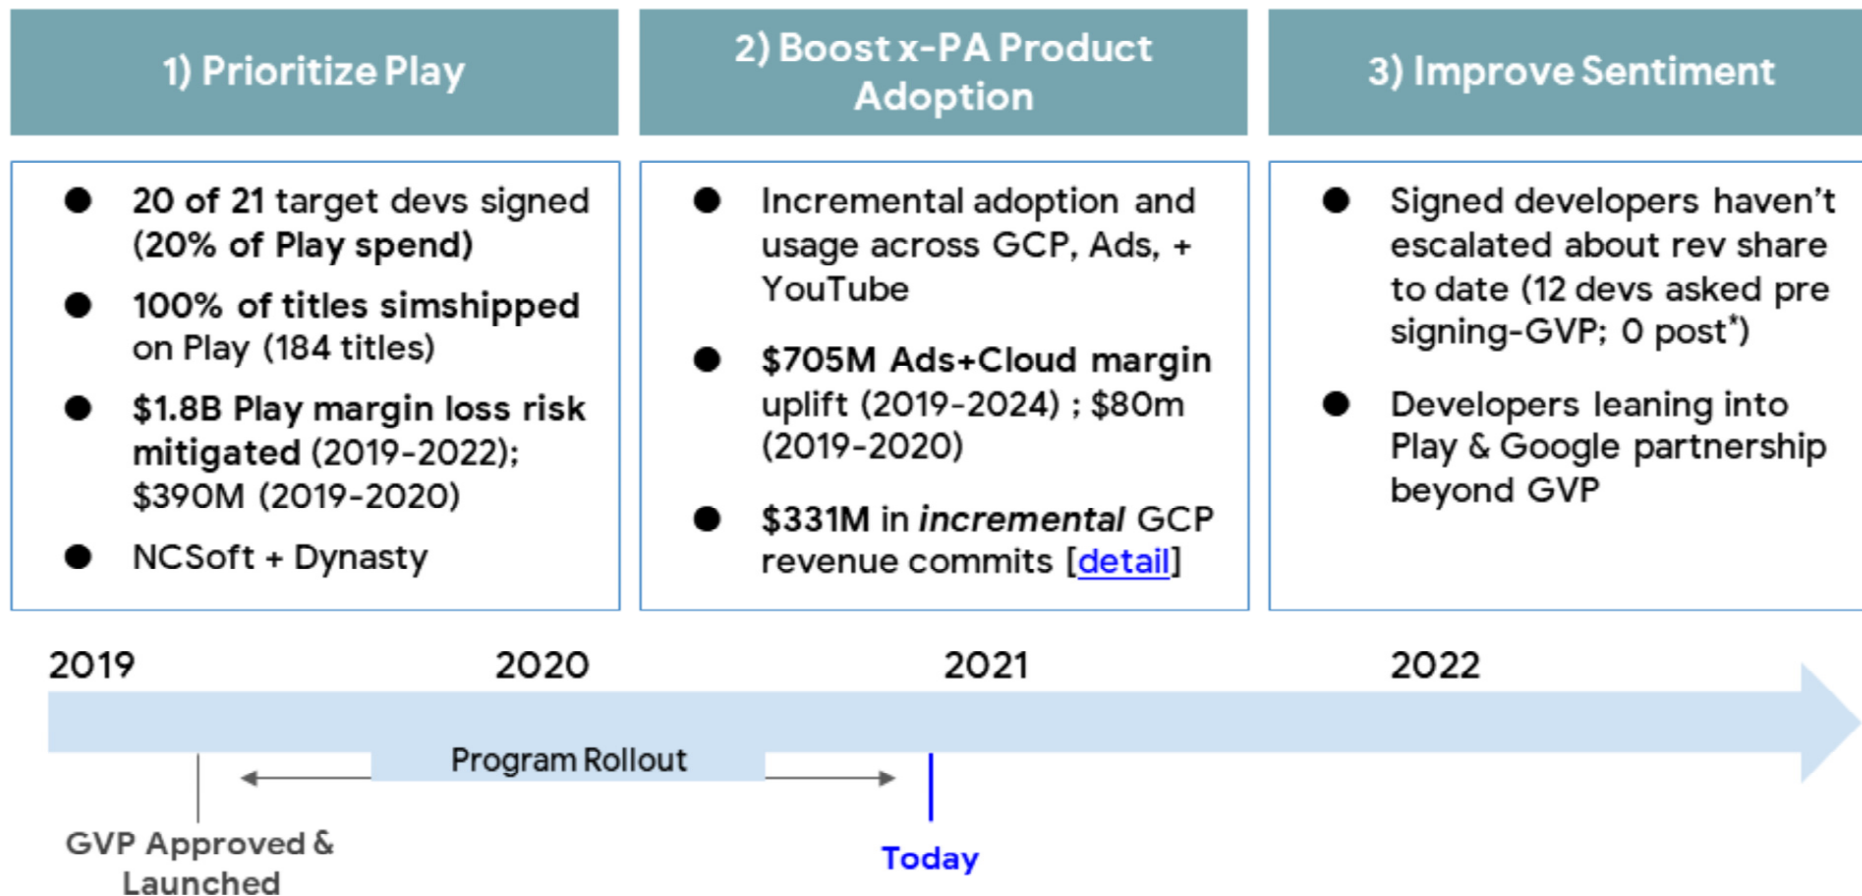 1) Prioritize Play
● 20 of 21 target devs signed
(20% of Play spend)
● 100% of titles simshipped
on Play (184 titles)
● $1.8B Play margin loss risk
mitigated (2019-2022);
$390M (2019-2020)
● NCSoft + Dynasty
2) Boost x-PA Product
Adoption
● Incremental adoption and
usage across GCP, Ads, +
YouTube
● $705M Ads+Cloud margin
uplift (2019-2024) ; $80m
(2019-2020)
● $331M in incremental GCP
revenue commits [detail]
3) Improve Sentiment
● Signed developers haven't
escalated about rev share
to date (12 devs asked pre
signing-GVP; 0 post*)
● Developers leaning into
Play & Google partnership
beyond GVP
2019 2020 2021 2022
Program Rollout
GVP Approved &
Launched
Today